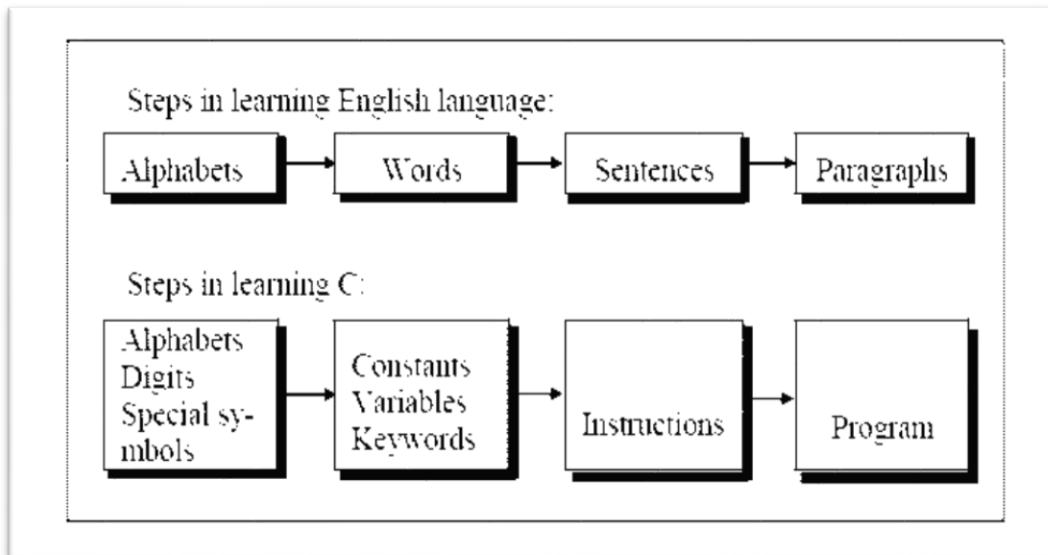 Steps in learning English language:
Alphabets
Words
Sentences
Paragraphs
Steps in learning C:
Alphabets
Digits
Special sy-
mbols
Constants
Variables
Keywords
Instructions
Program